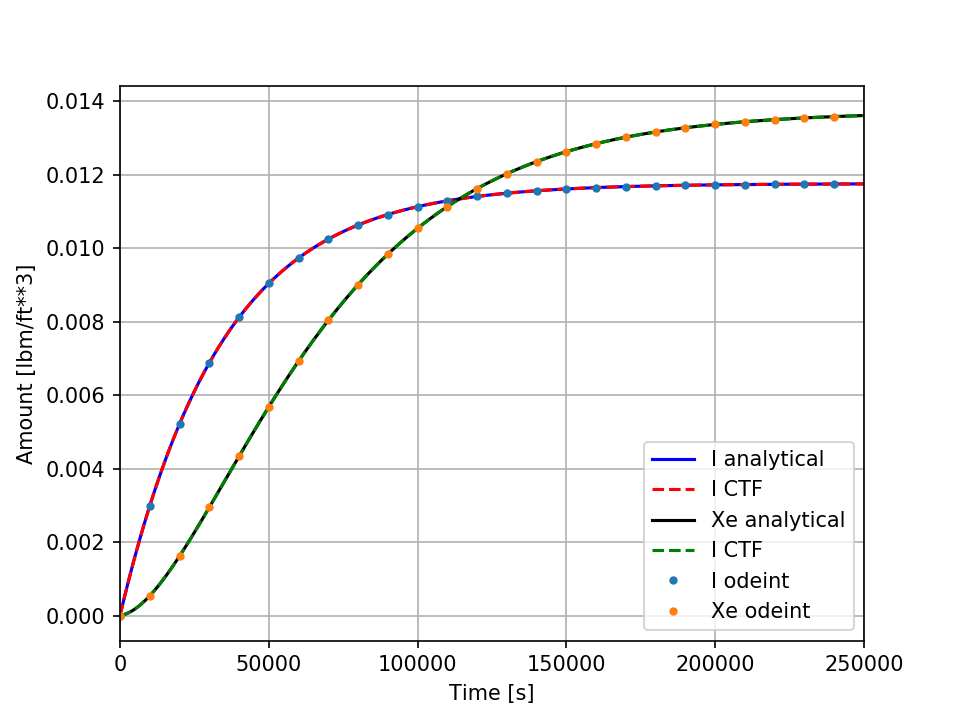 0.014
0.012
0.010
0.008
0.006
0.004
0.002
0.000
Amount [lbm/ft**3]
I analytical
I CTF
Xe analytical
I CTF
I odeint
Xe odeint
0 50000 100000 150000 200000 250000
Time [s]